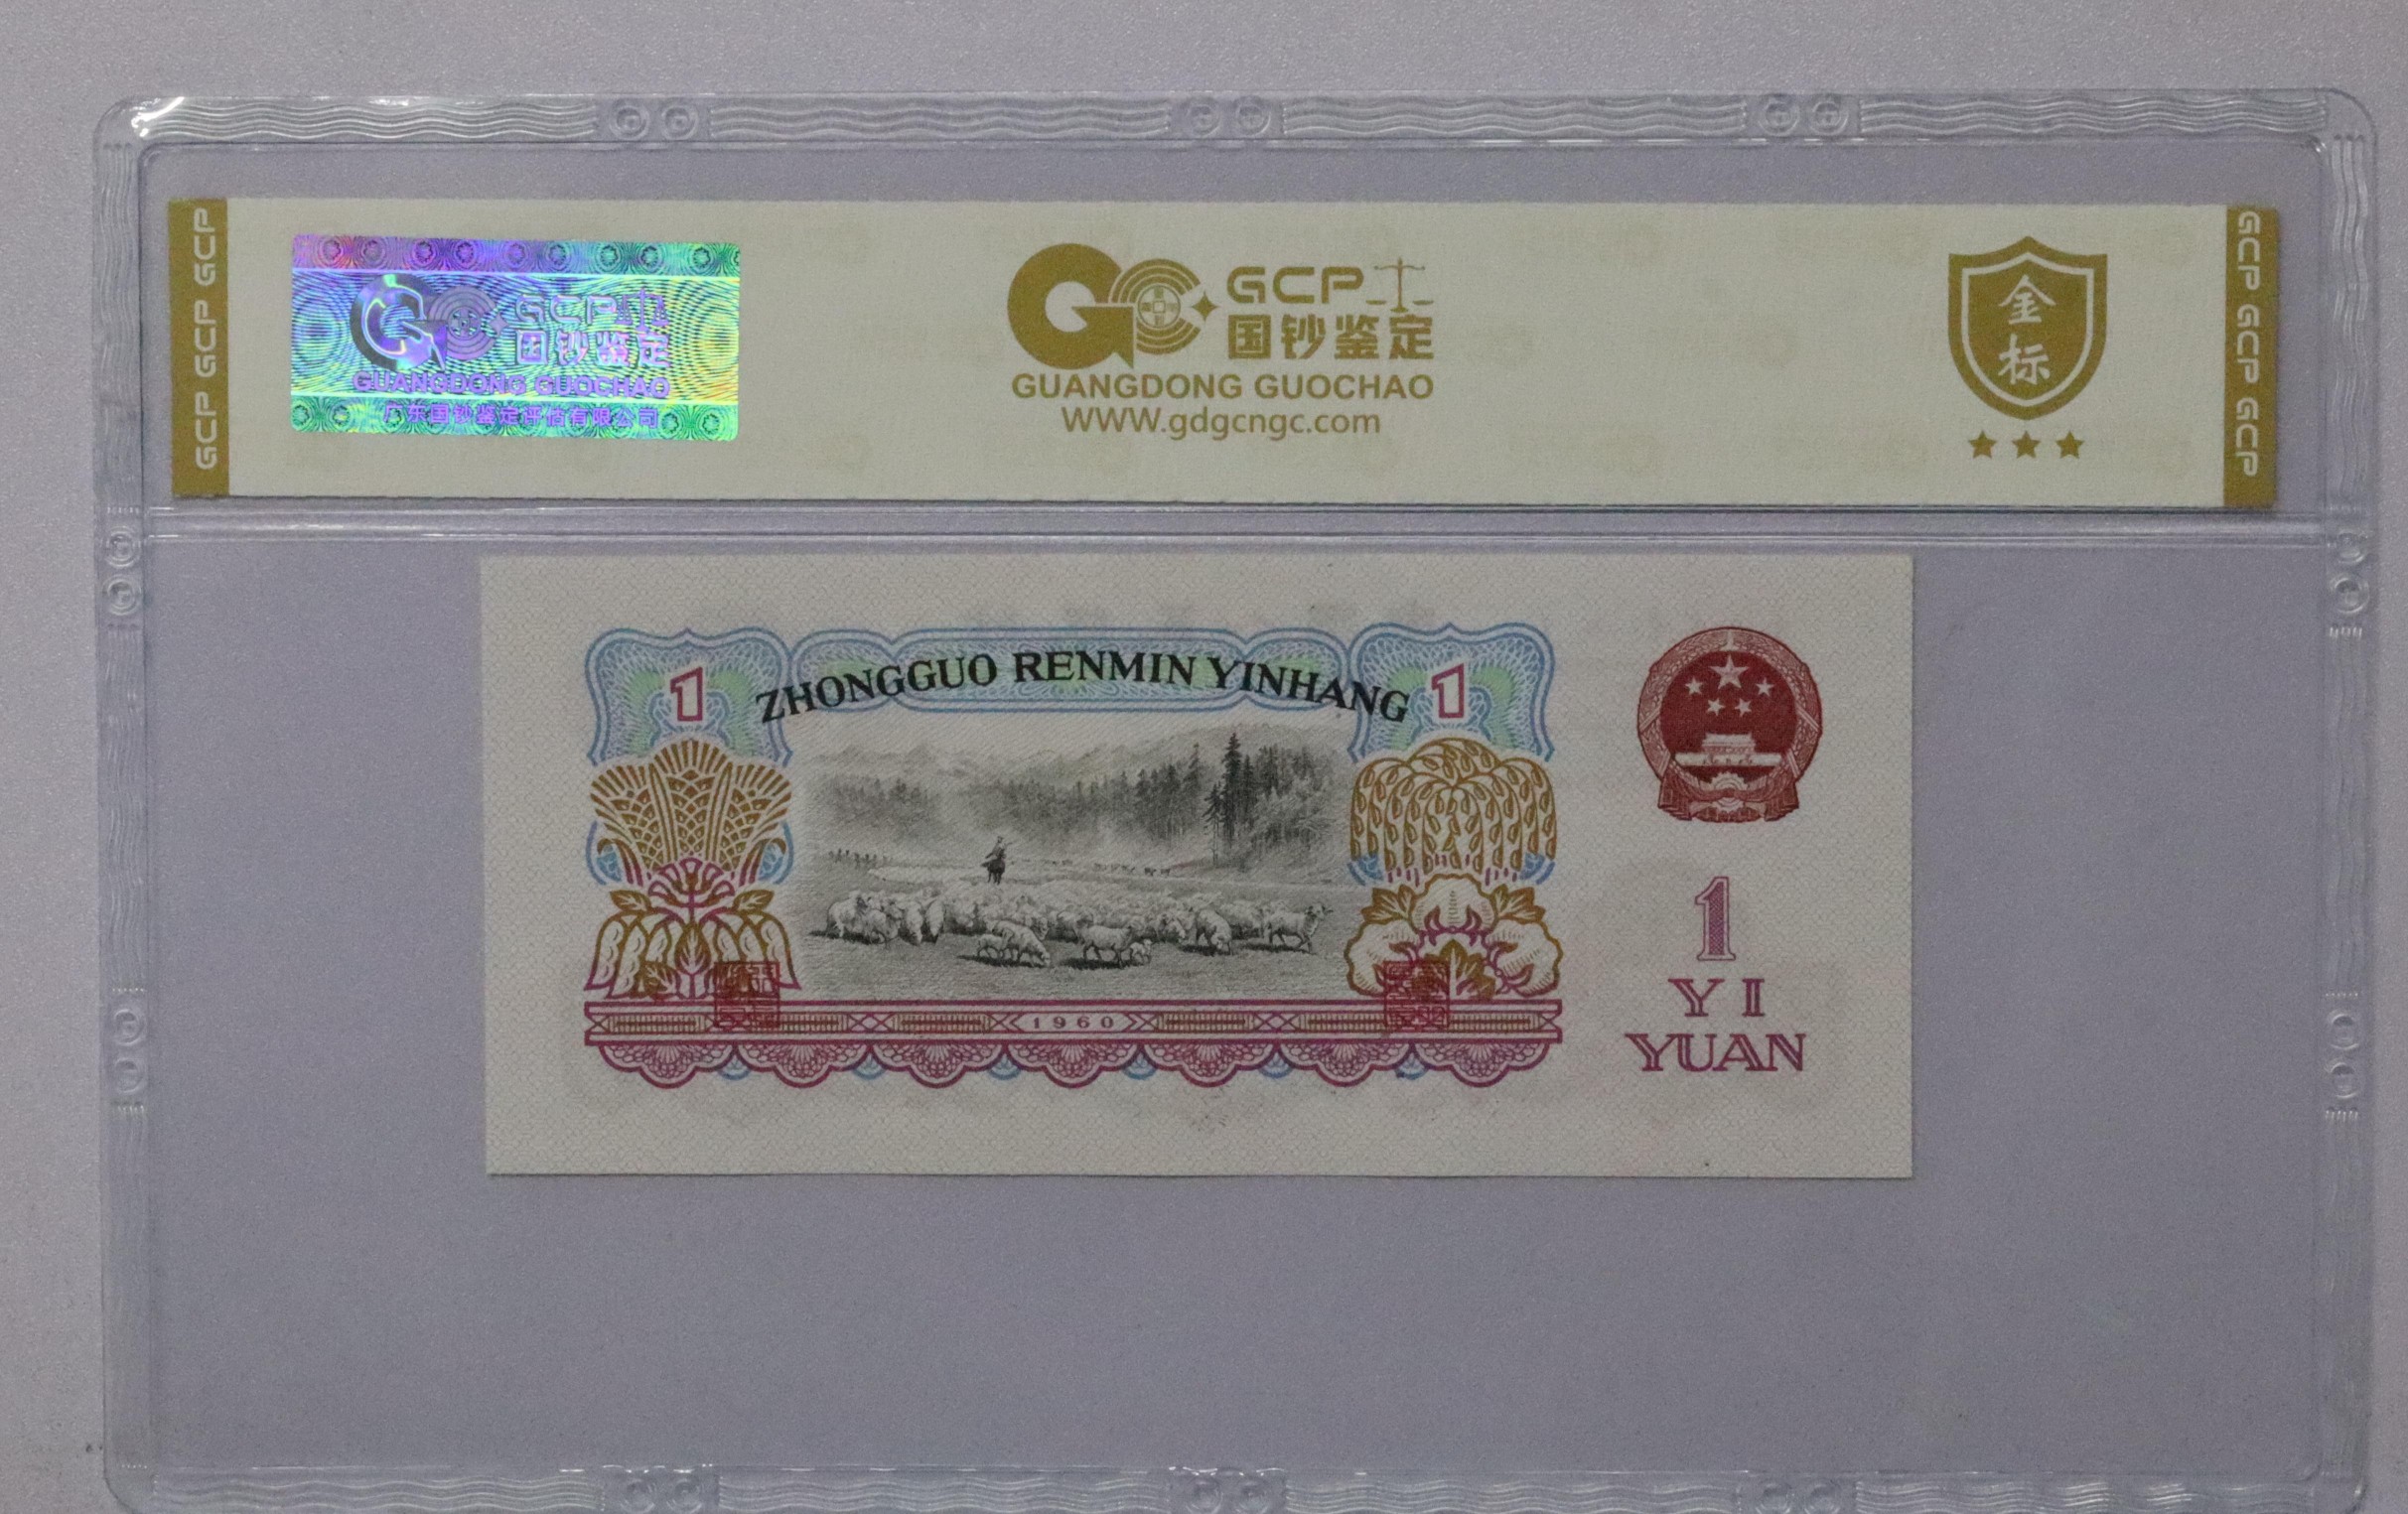 GCP GCP GCP
GCP
国钞鉴定
GUANGDONG GUOCHAO
广东国钞鉴定评估有限公司
GCP
国钞鉴定
GUANGDONG GUOCHAO
WWW.gdgcngc.com
金标
GCP GCP GCP
ZHONGGUO RENMIN YINHANG
1
1
1
YI
YUAN
1960